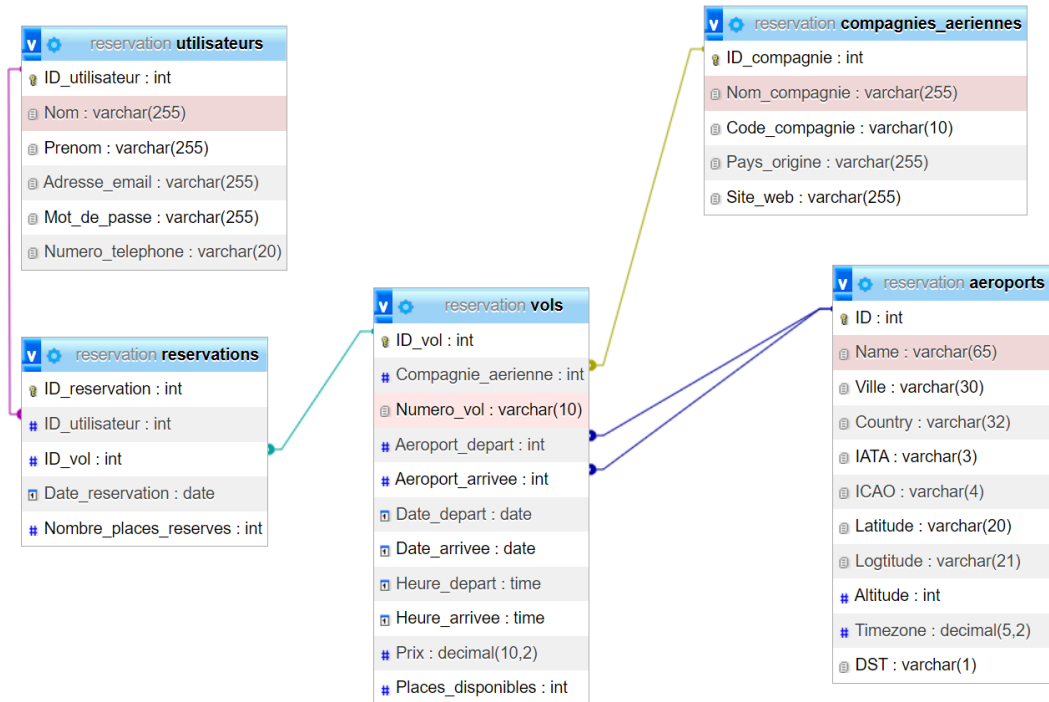 v reservation utilisateurs
ID_utilisateur : int
Nom : varchar(255)
Prenom : varchar(255)
Adresse_email : varchar(255)
Mot_de_passe : varchar(255)
Numero_telephone : varchar(20)
v reservation compagnies_aeriennes
ID_compagnie : int
Nom_compagnie : varchar(255)
Code_compagnie : varchar(10)
Pays_origine : varchar(255)
Site_web : varchar(255)
v reservation reservations
ID_reservation : int
# ID_utilisateur : int
# ID_vol : int
Date_reservation : date
# Nombre_places_reserves : int
v reservation vols
ID_vol : int
# Compagnie_aerienne : int
Numero_vol : varchar(10)
# Aeroport_depart : int
# Aeroport_arrivee : int
Date_depart : date
Date_arrivee : date
Heure_depart : time
Heure_arrivee : time
# Prix : decimal(10,2)
# Places_disponibles : int
v reservation aeroports
ID : int
Name : varchar(65)
Ville : varchar(30)
Country : varchar(32)
IATA : varchar(3)
ICAO : varchar(4)
Latitude : varchar(20)
Logtitude : varchar(21)
# Altitude : int
# Timezone : decimal(5,2)
DST : varchar(1)